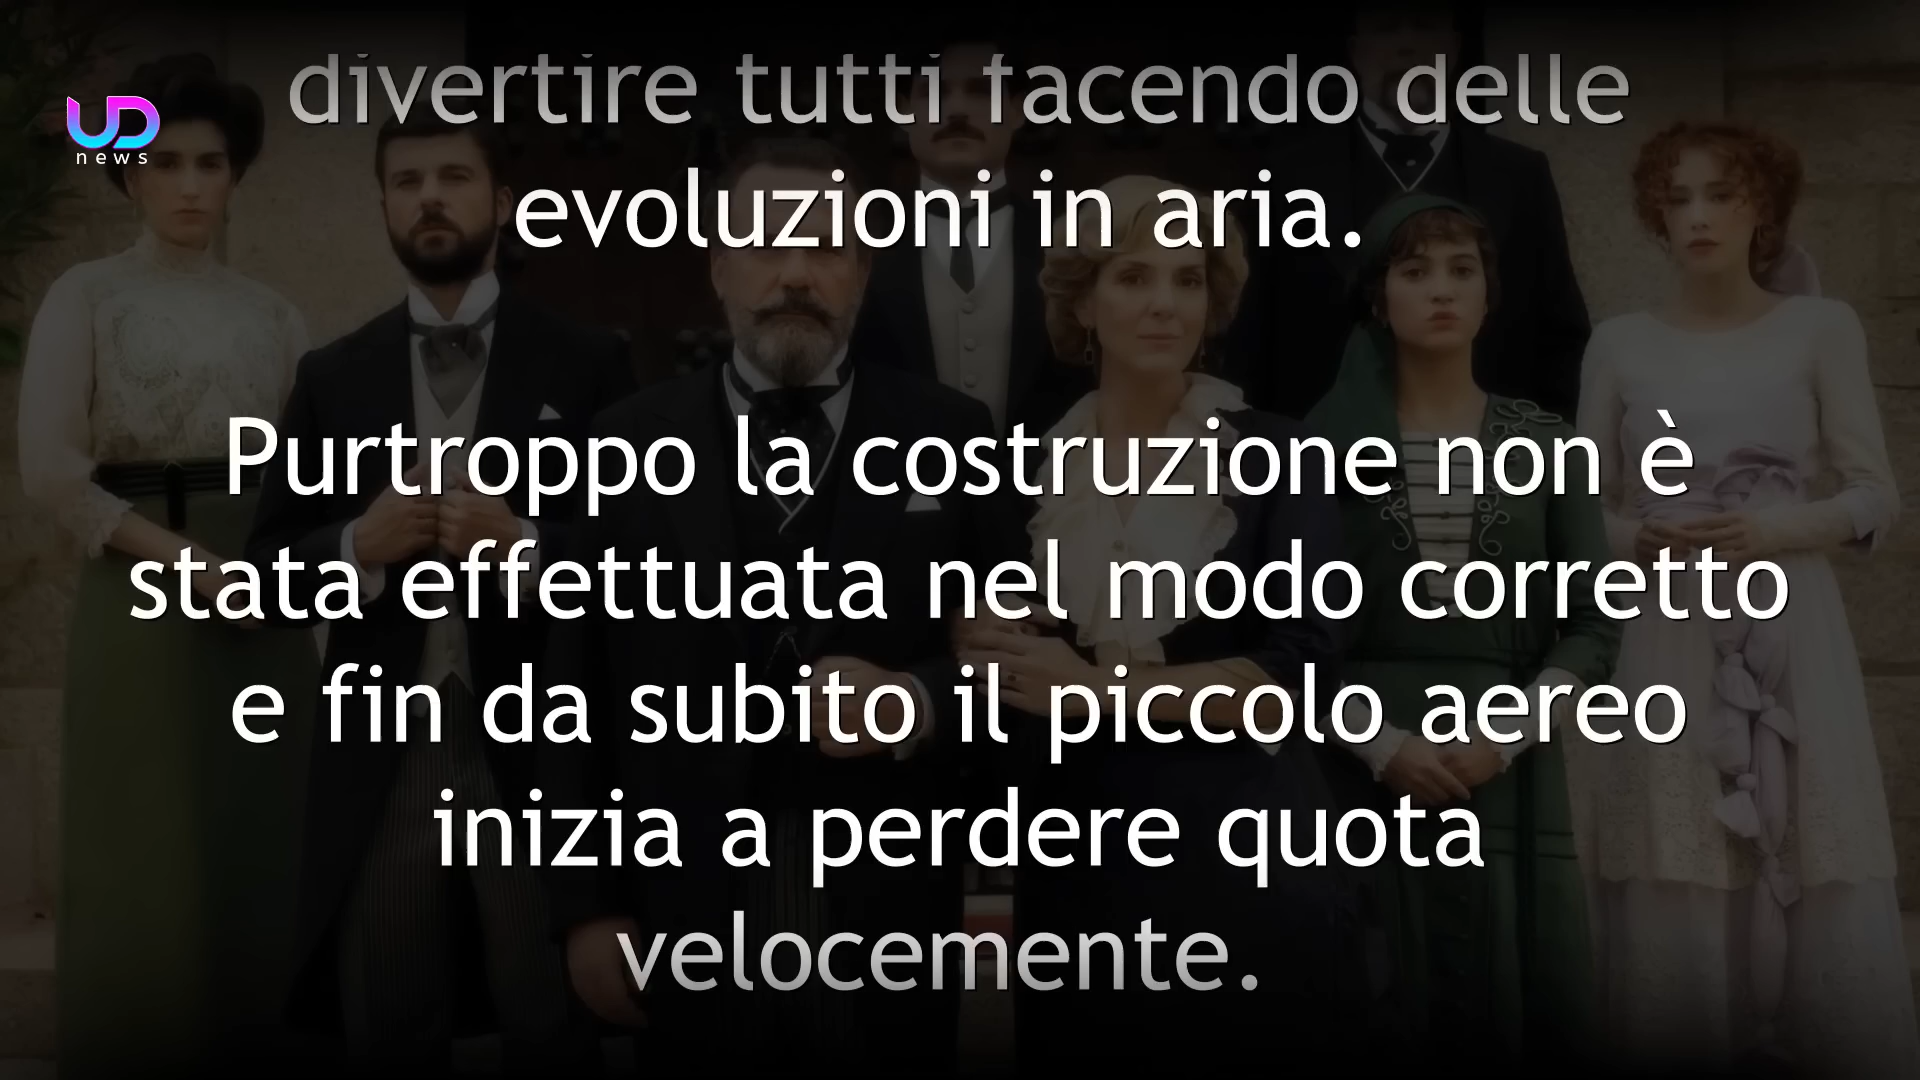 UD
news
divertire tutti facendo delle
evoluzioni in aria.
Purtroppo la costruzione non è
stata effettuata nel modo corretto
e fin da subito il piccolo aereo
inizia a perdere quota
velocemente.